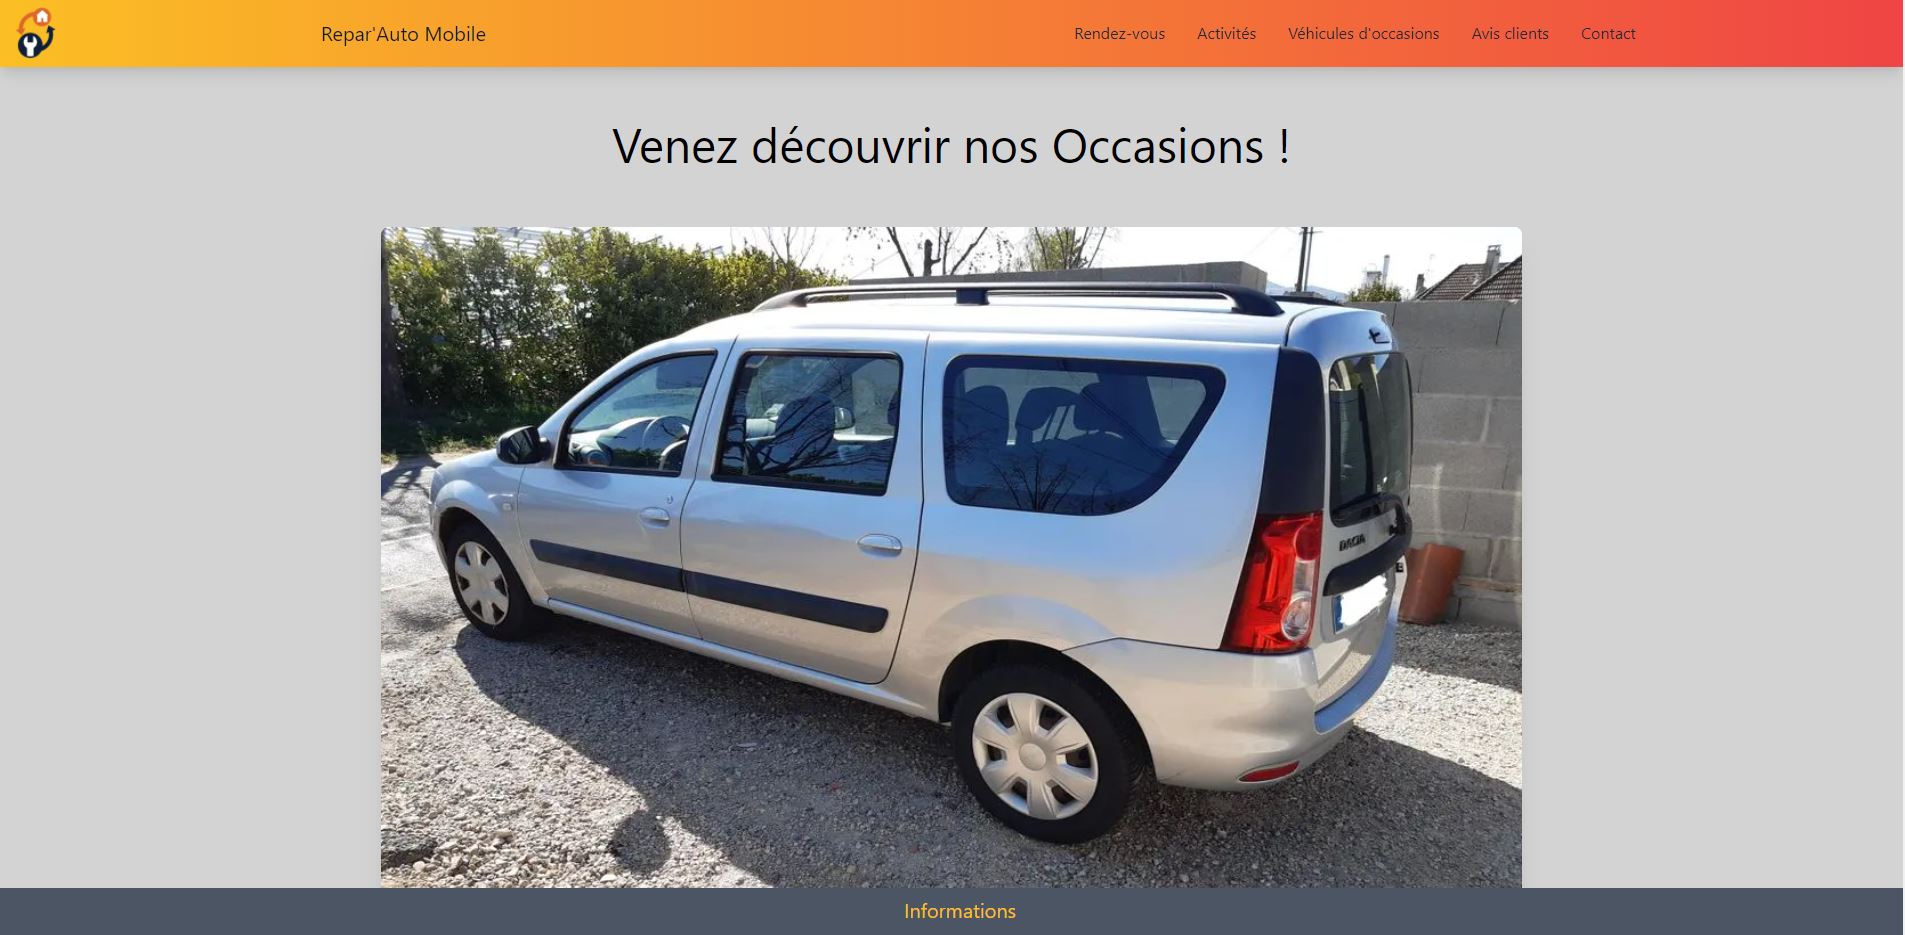 Repar'Auto Mobile
Rendez-vous
Activités
Véhicules d'occasions
Avis clients
Contact
Venez découvrir nos Occasions !
DACIA
Informations